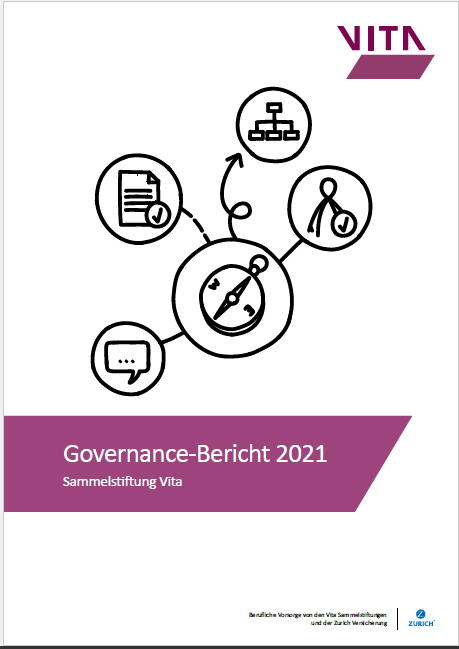 VITA
W
E
Governance-Bericht 2021
Sammelstiftung Vita
Berufliche Vorsorge von den Vita Sammelstiftungen
und der Zurich Versicherung
Z
ZURICH